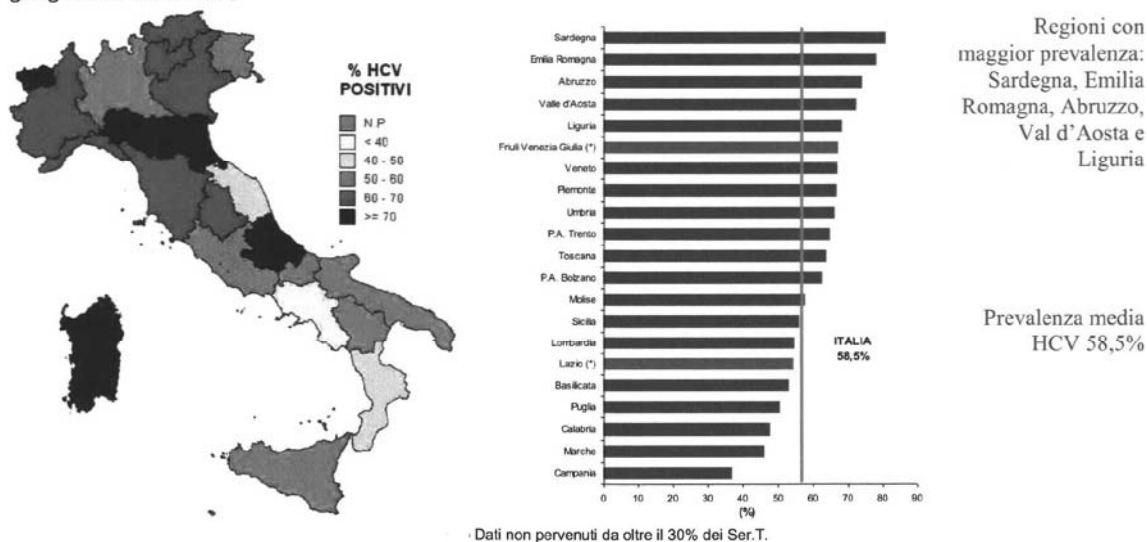 % HCV
POSITIVI
N.P
< 40
40 - 50
50 - 60
60 - 70
>= 70
Sardegna
Emilia Romagna
Abruzzo
Valle d'Aosta
Liguria
Friuli Venezia Giulia (*)
Veneto
Piemonte
Umbria
P.A. Trento
Toscana
P.A. Bolzano
Molise
Sicilia
Lombardia
Lazio (*)
Basilicata
Puglia
Calabria
Marche
Campania
ITALIA
58,5%
0 10 20 30 40 50 60 70 80 90
(%)
Dati non pervenuti da oltre il 30% dei Ser.T.
Regioni con
maggior prevalenza:
Sardegna, Emilia
Romagna, Abruzzo,
Val d'Aosta e
Liguria
Prevalenza media
HCV 58,5%